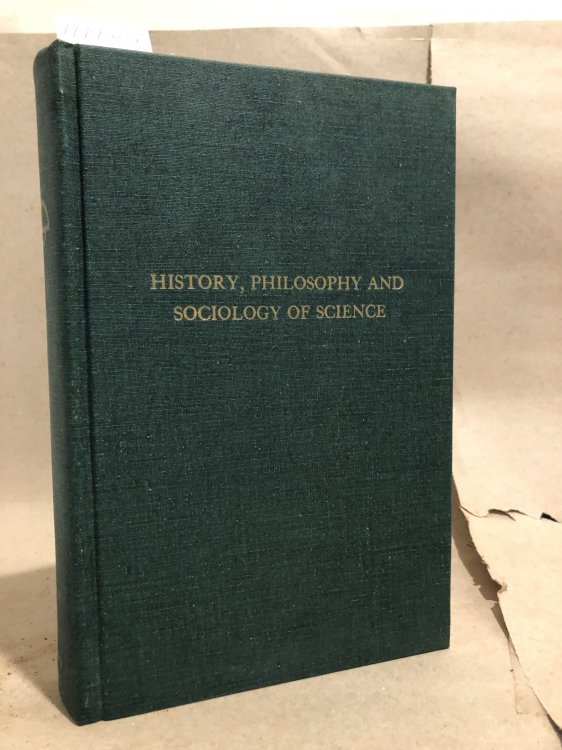 HISTORY, PHILOSOPHY AND
SOCIOLOGY OF SCIENCE